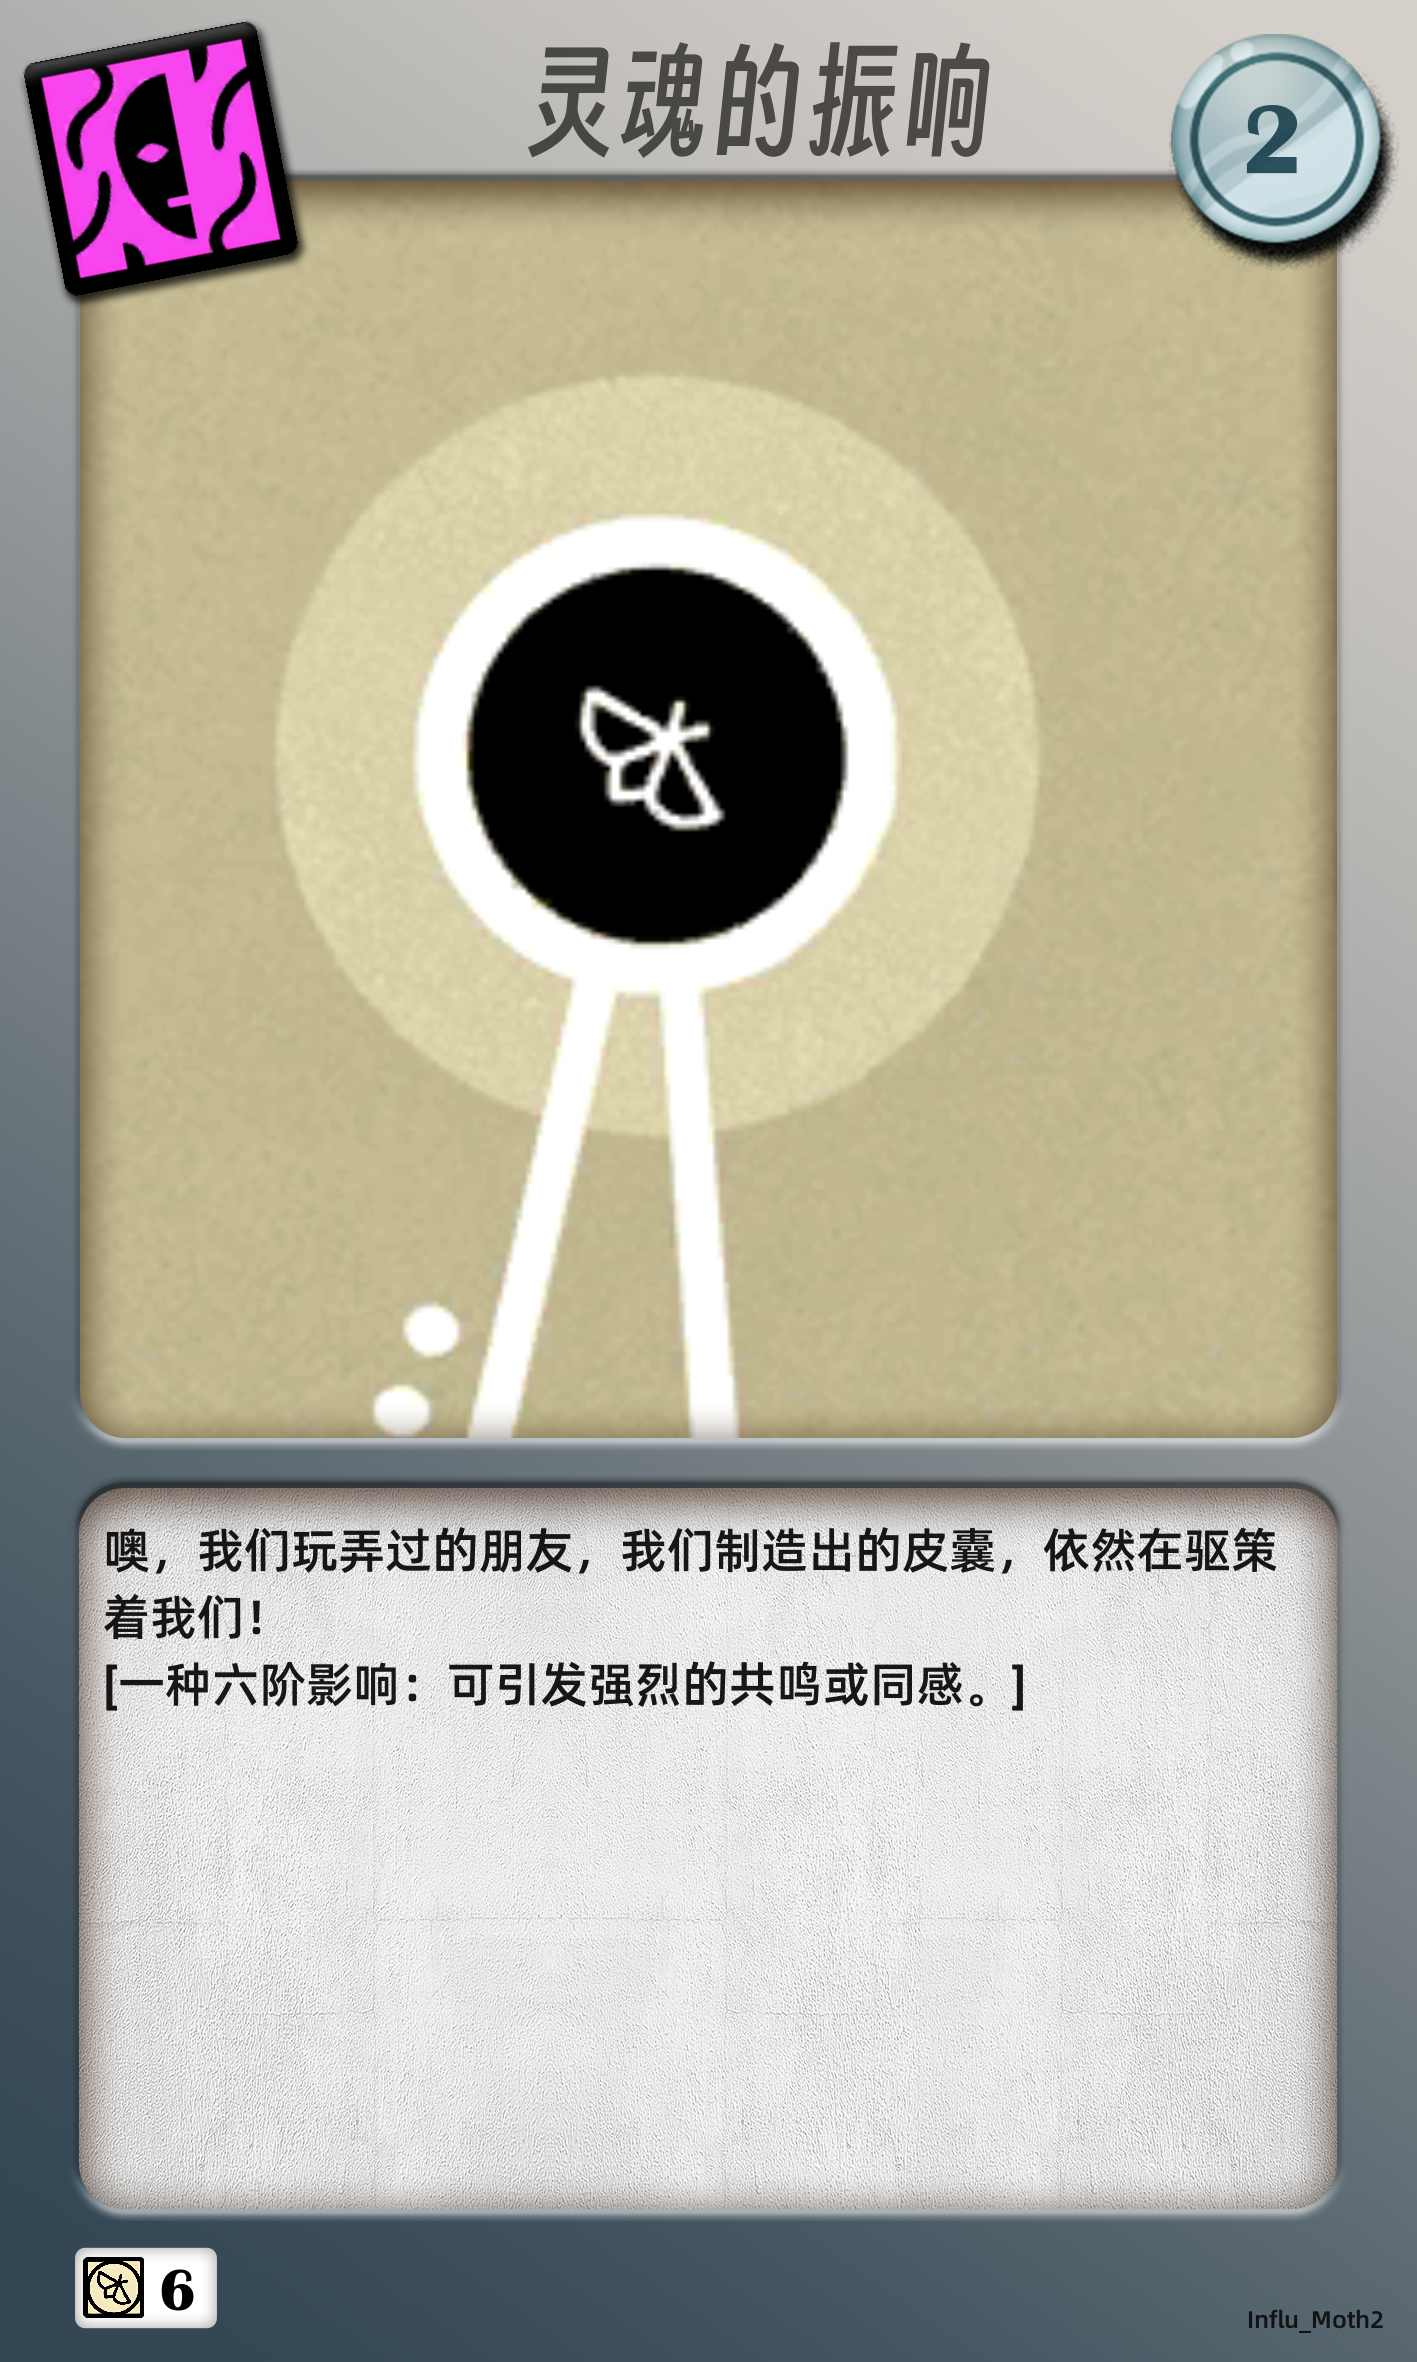 灵魂的振响
2
噢，我们玩弄过的朋友，我们制造出的皮囊，依然在驱策
着我们！
[一种六阶影响：可引发强烈的共鸣或同感。]
6
Influ_Moth2